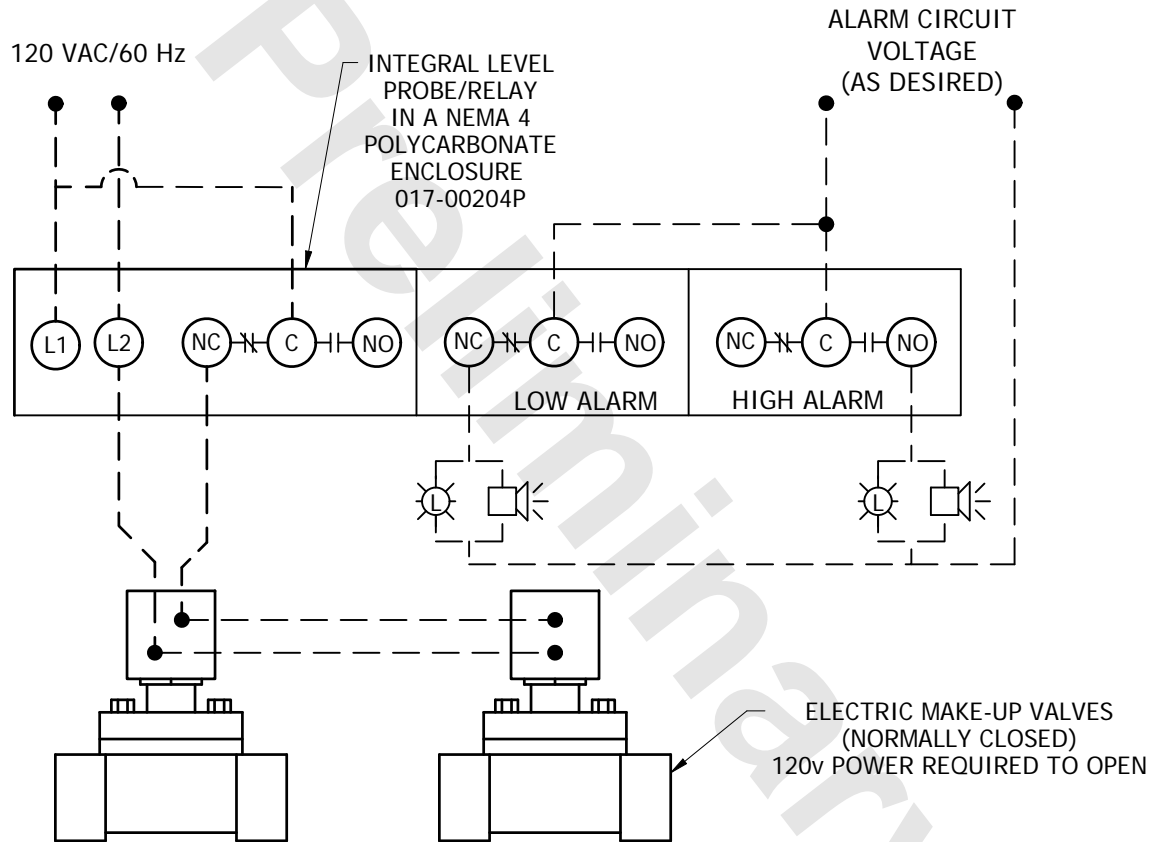 120 VAC/60 Hz
INTEGRAL LEVEL
PROBE/RELAY
IN A NEMA 4
POLYCARBONATE
ENCLOSURE
017-00204P
ALARM CIRCUIT
VOLTAGE
(AS DESIRED)
L1 L2 NC C NO NC C NO NC C NO
LOW ALARM HIGH ALARM
L L
ELECTRIC MAKE-UP VALVES
(NORMALLY CLOSED)
120v POWER REQUIRED TO OPEN
Preliminary